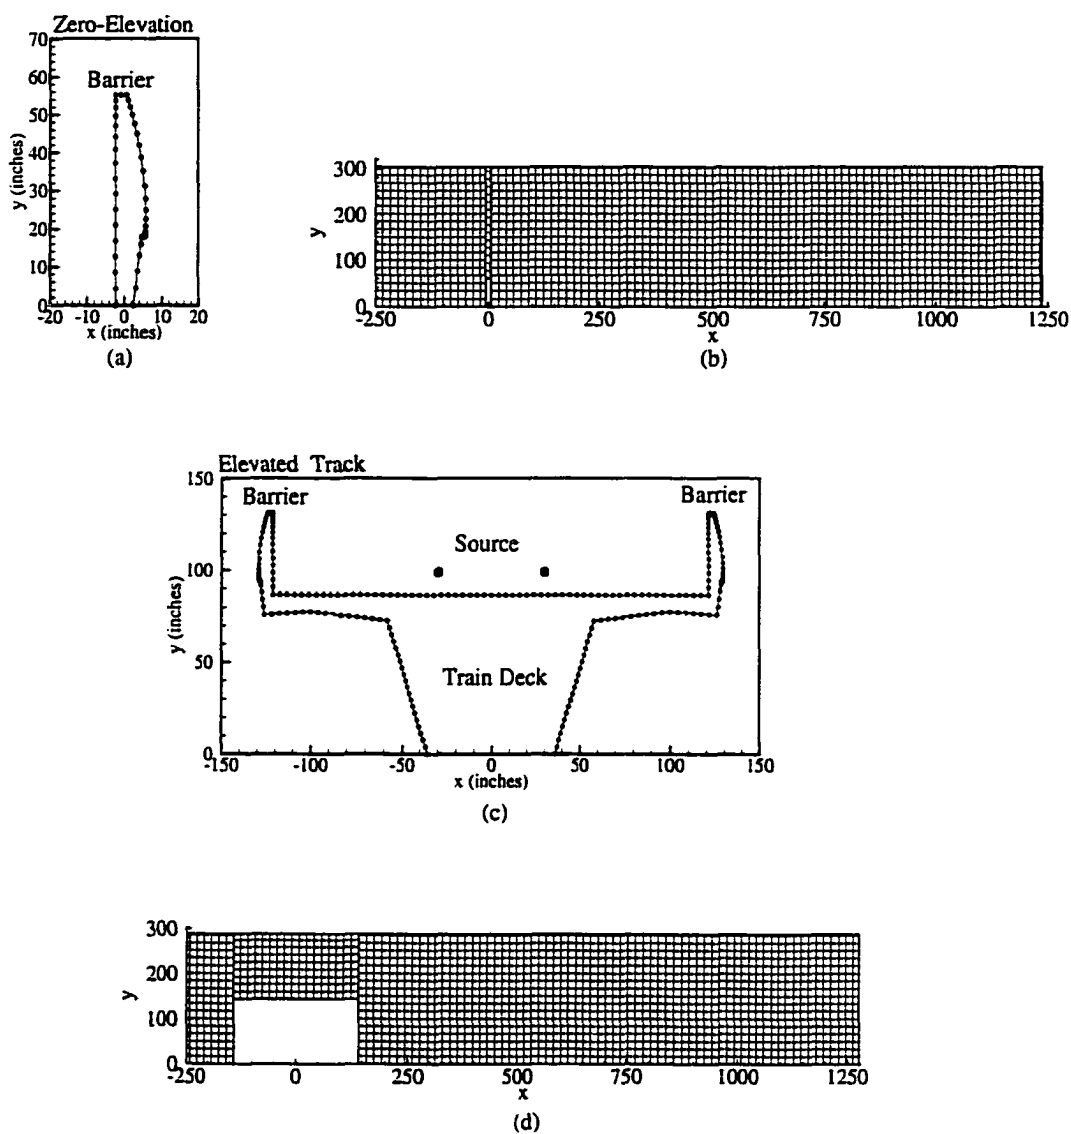 Zero-Elevation
70
60
50
40
30
20
10
0
y (inches)
Barrier
-20 -10 0 10 20
x (inches)
(a)
300
200
100
0
y
-250 0 250 500 750 1000 1250
x
(b)
Elevated Track
150
100
50
0
y (inches)
Barrier
Barrier
Source
Train Deck
-150 -100 -50 0 50 100 150
x (inches)
(c)
300
200
100
0
y
-250 0 250 500 750 1000 1250
x
(d)